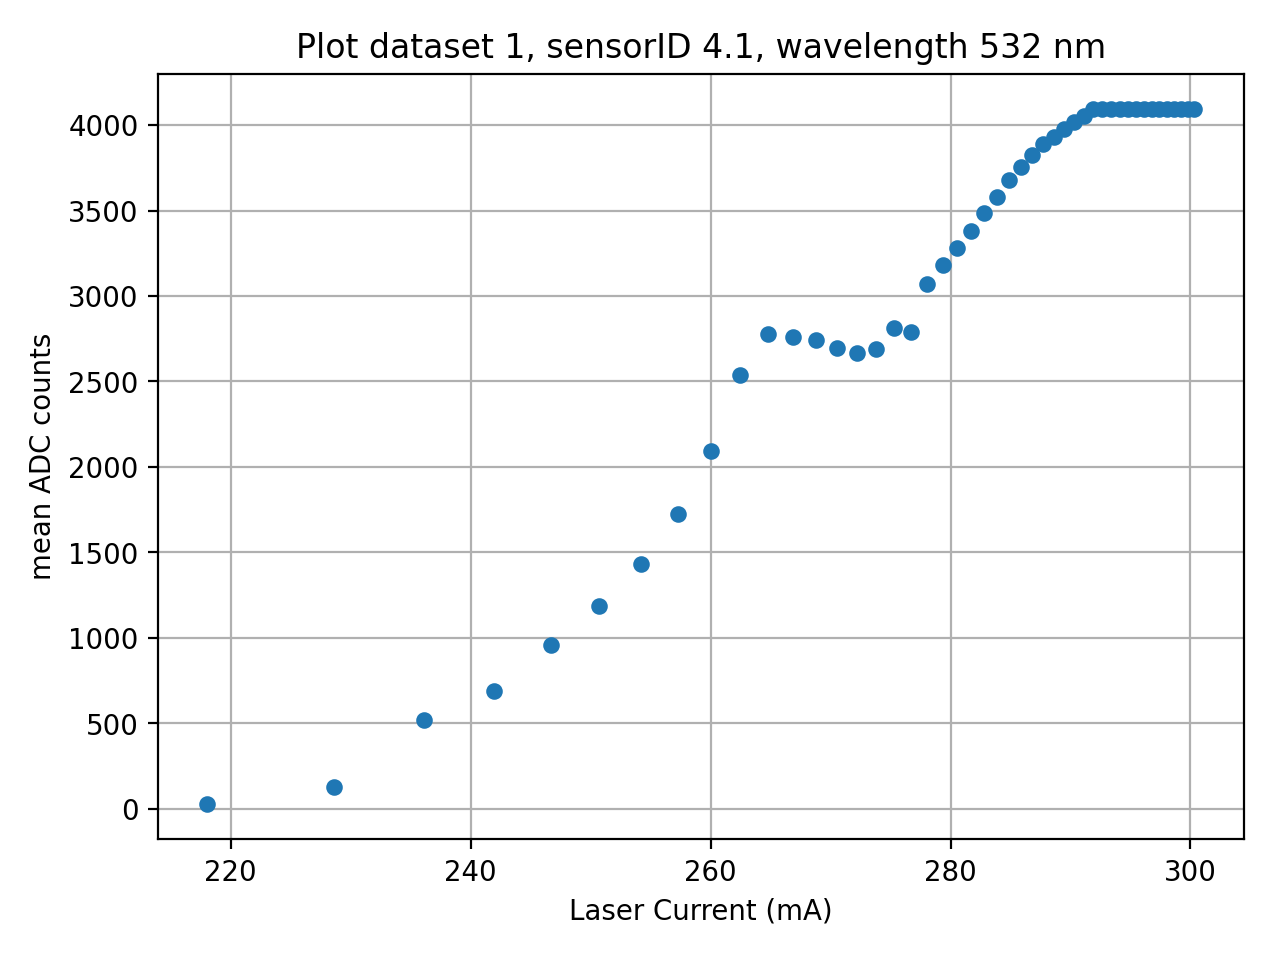 Plot dataset 1, sensorID 4.1, wavelength 532 nm
mean ADC counts
4000
3500
3000
2500
2000
1500
1000
500
0
220 240 260 280 300
Laser Current (mA)